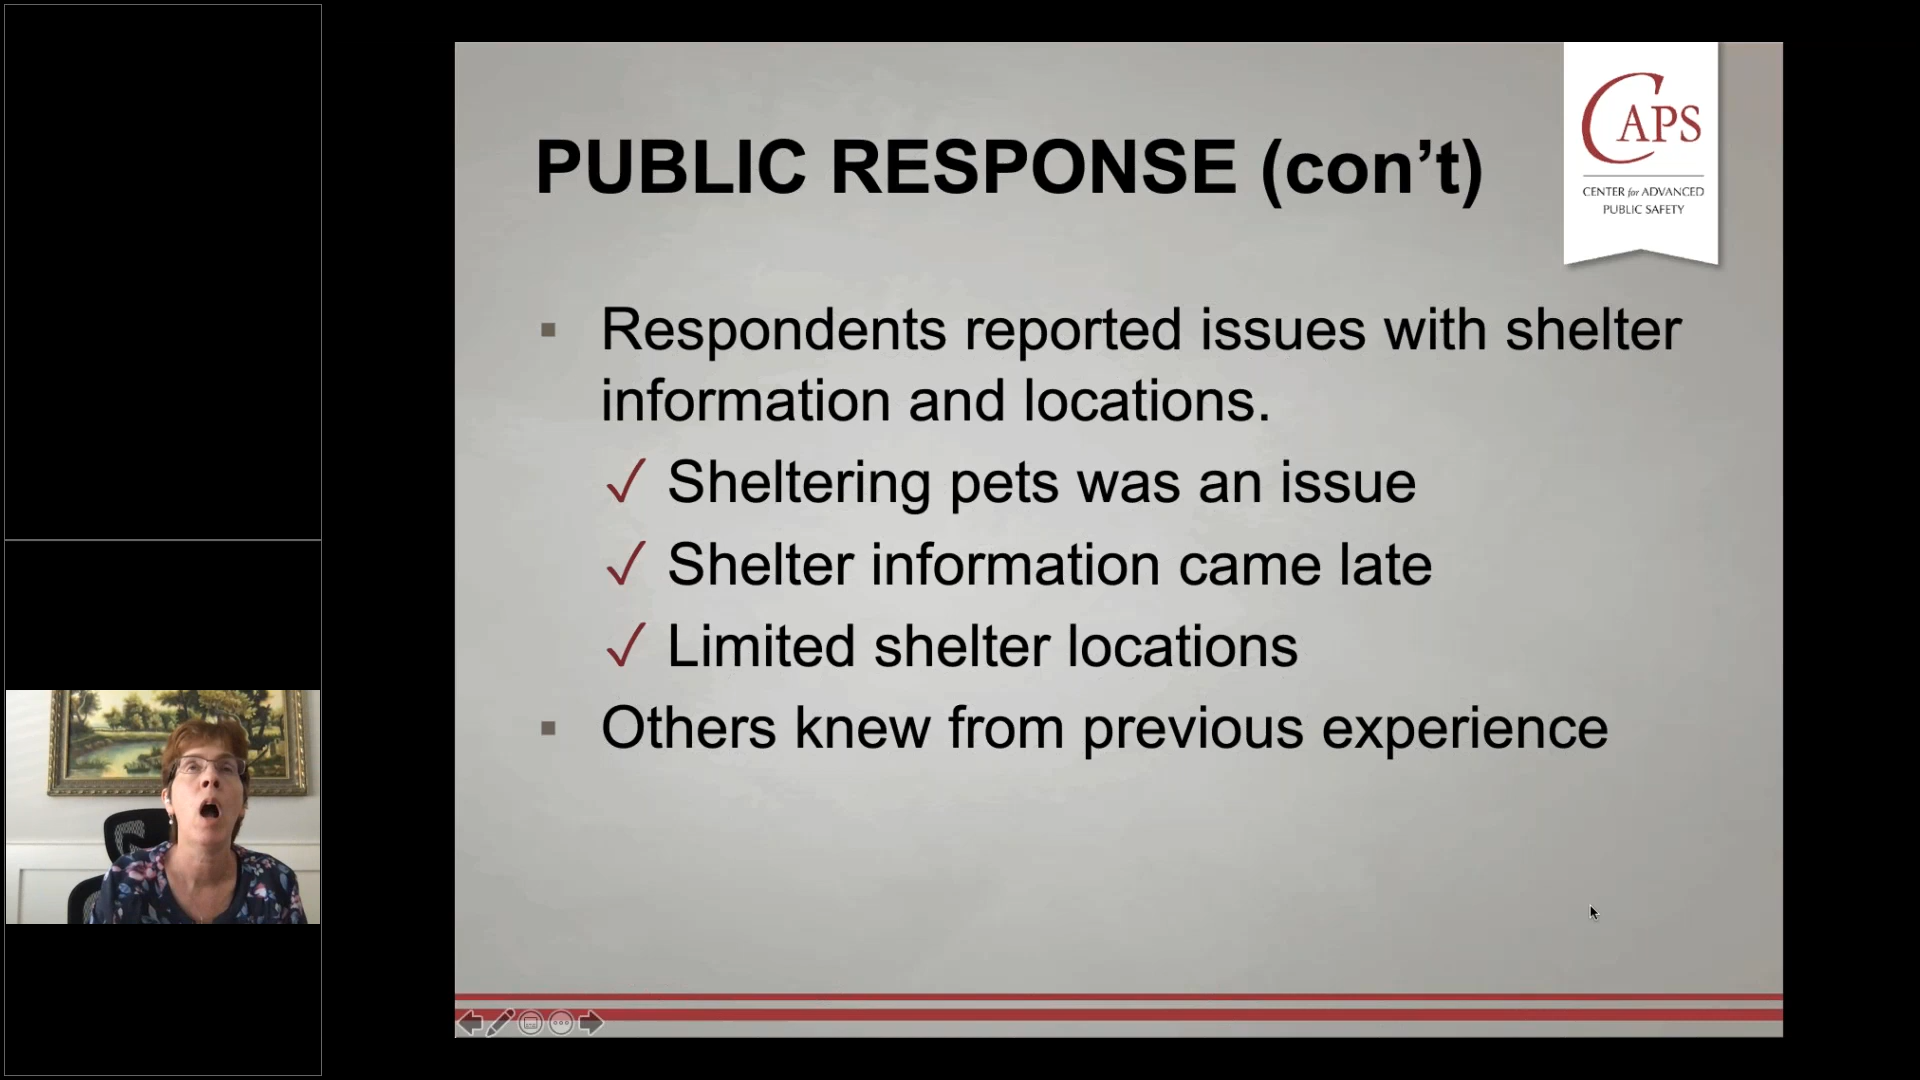 PUBLIC RESPONSE (con’t)
CAPS
CENTER for ADVANCED
PUBLIC SAFETY
▪ Respondents reported issues with shelter
information and locations.
✓ Sheltering pets was an issue
✓ Shelter information came late
✓ Limited shelter locations
▪ Others knew from previous experience